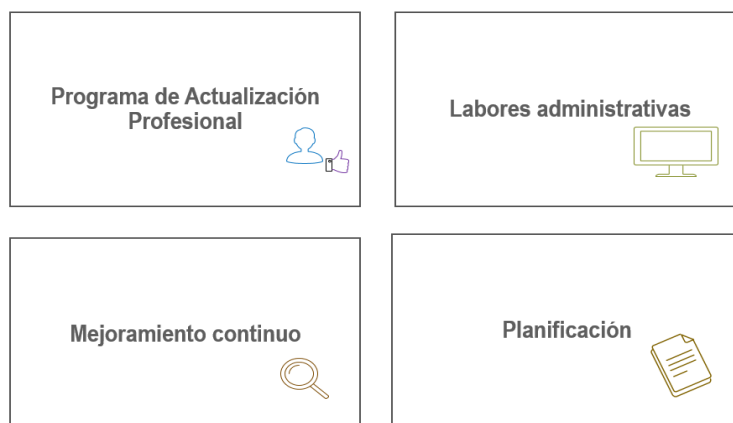 Programa de Actualización
Profesional
Labores administrativas
Mejoramiento continuo
Planificación